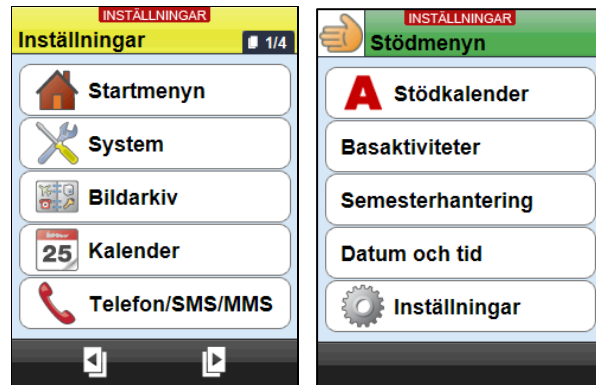 INSTÄLLNINGAR
Inställningar 1/4
Startmenyn
System
Bildarkiv
25 Kalender
Telefon/SMS/MMS
INSTÄLLNINGAR
Stödmenyn
A Stödkalender
Basaktiviteter
Semesterhantering
Datum och tid
Inställningar